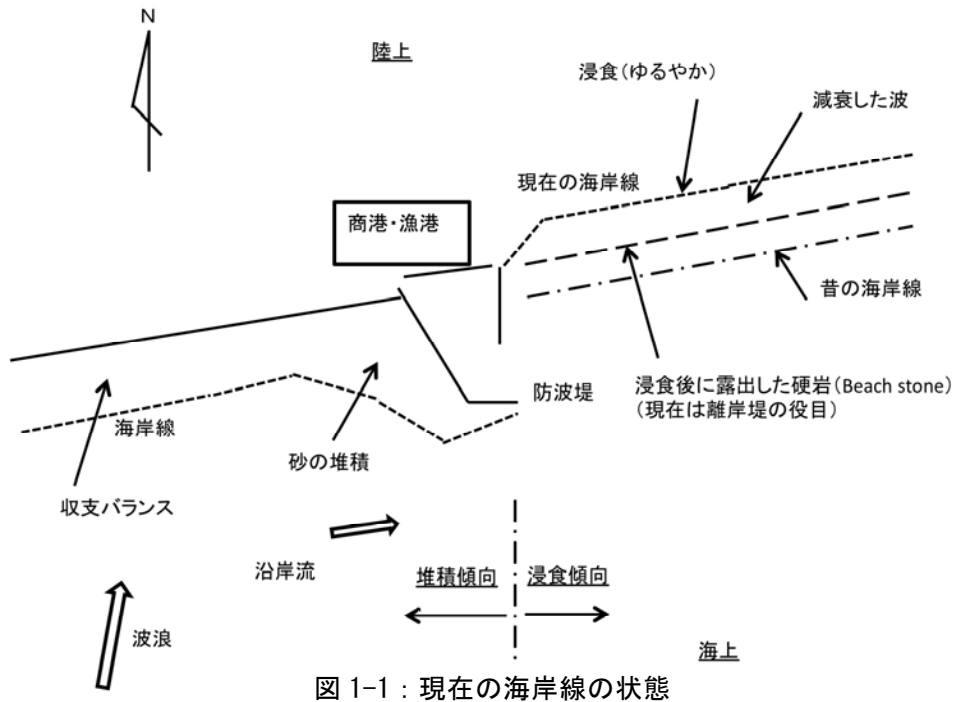 N
陸上
浸食(ゆるやか)
減衰した波
現在の海岸線
商港・漁港
昔の海岸線
防波堤
浸食後に露出した硬岩(Beach stone)
(現在は離岸堤の役目)
海岸線
砂の堆積
収支バランス
沿岸流
堆積傾向
浸食傾向
波浪
海上
図 1-1:現在の海岸線の状態